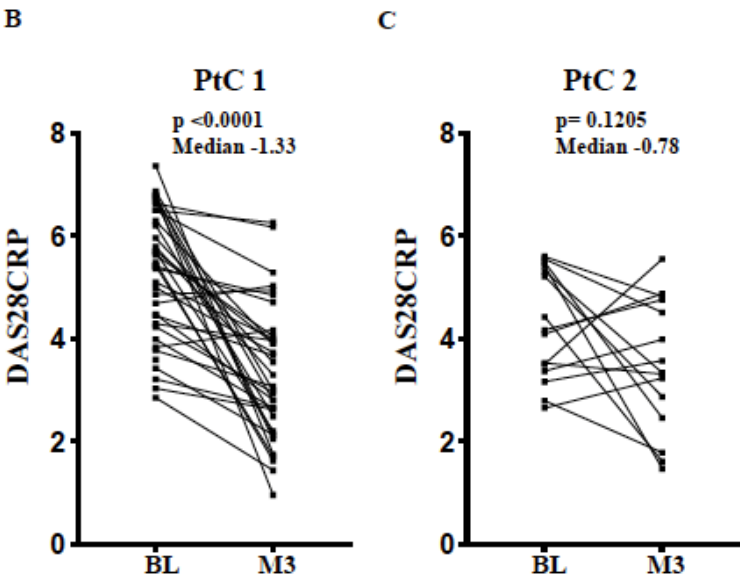 B
PtC 1
p <0.0001
Median -1.33
DAS28CRP
8
6
4
2
0
BL M3
C
PtC 2
p= 0.1205
Median -0.78
DAS28CRP
8
6
4
2
0
BL M3